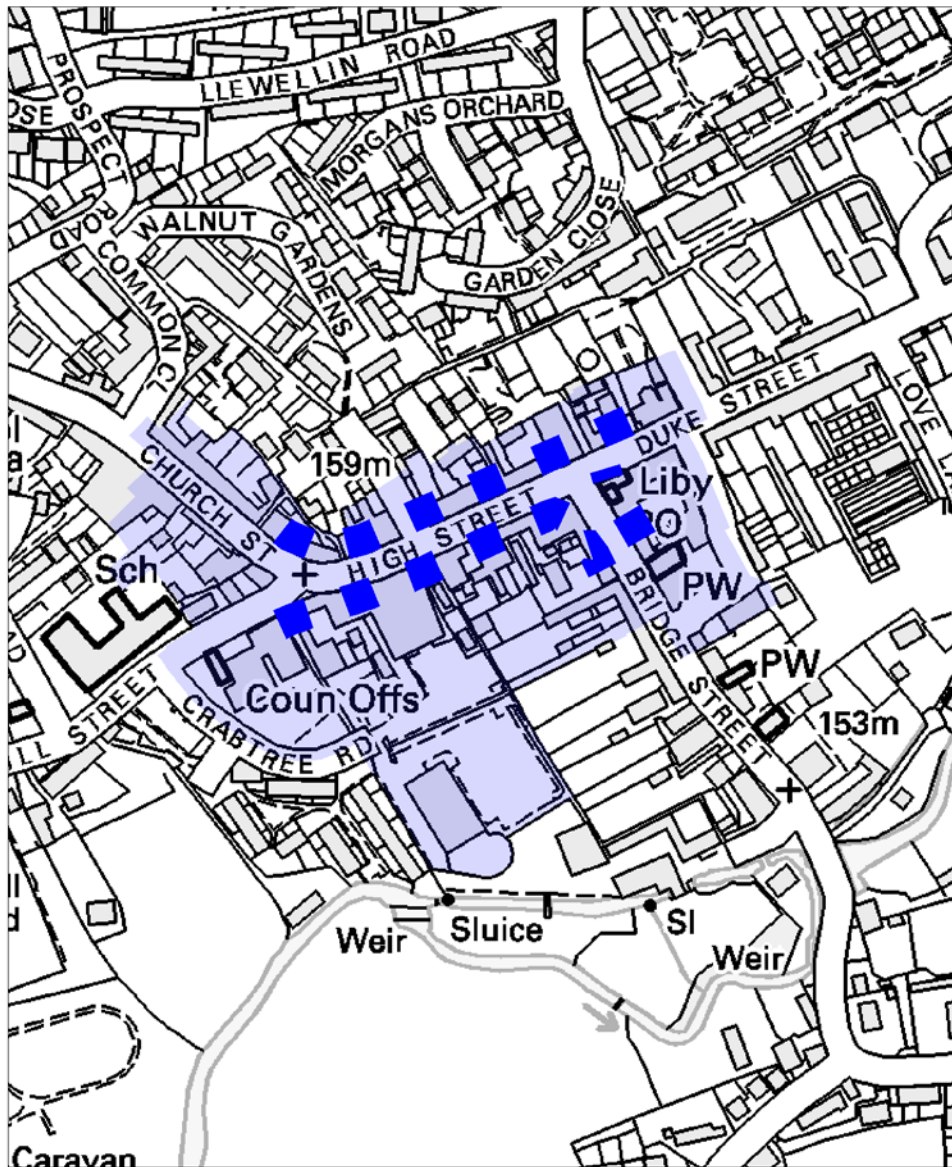 LLEWELLIN ROAD
OSE
PROSPECT ROAD
MORGANS ORCHARD
WALNUT GARDENS
GARDEN CLOSE
COMMON CL
DUKE STREET
LOVE
CHURCH ST
159m
Liby
PO
HIGH STREET
Sch
PW
BRIDGE STREET
PW
Coun Offs
153m
CRABTREE RD
LL STREET
Weir
Sluice
Sl
Weir
Caravan